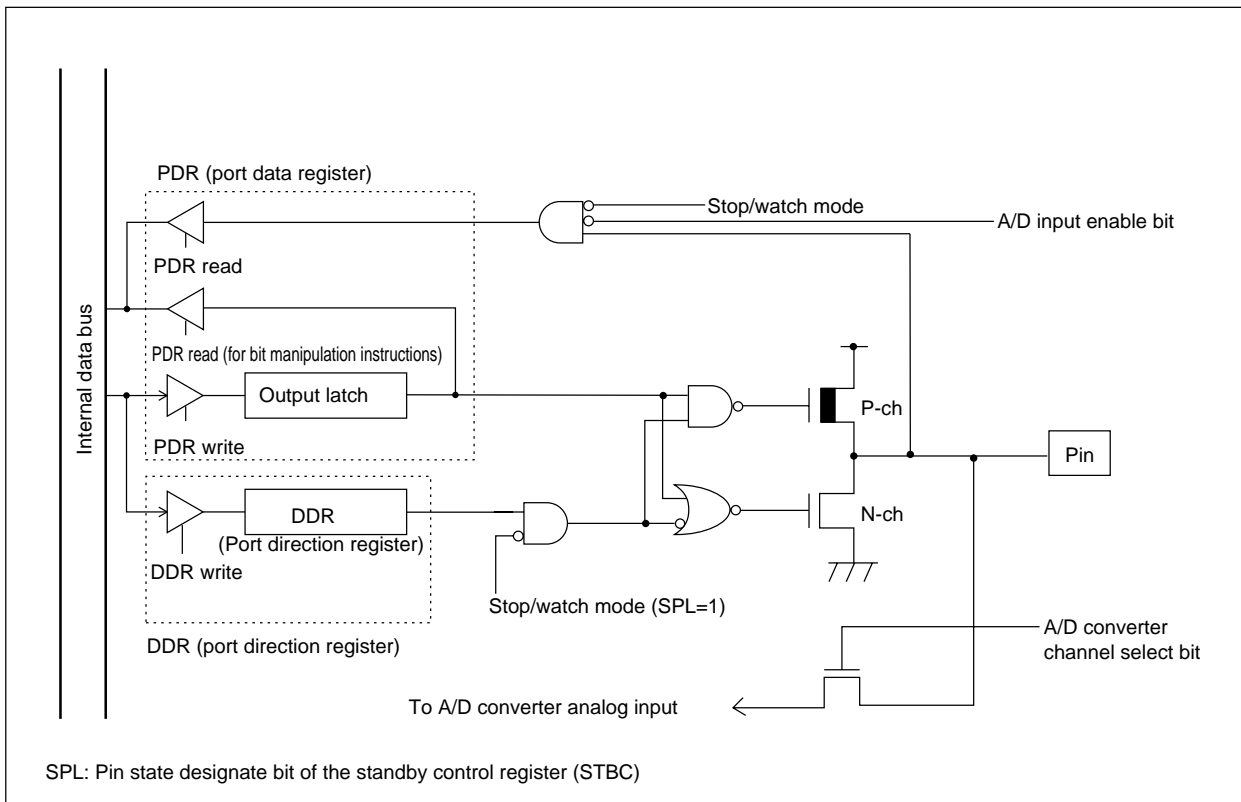 PDR (port data register)
Stop/watch mode
A/D input enable bit
PDR read
Internal data bus
PDR read (for bit manipulation instructions)
Output latch
P-ch
PDR write
Pin
DDR
N-ch
(Port direction register)
DDR write
Stop/watch mode (SPL=1)
DDR (port direction register)
A/D converter
channel select bit
To A/D converter analog input
SPL: Pin state designate bit of the standby control register (STBC)